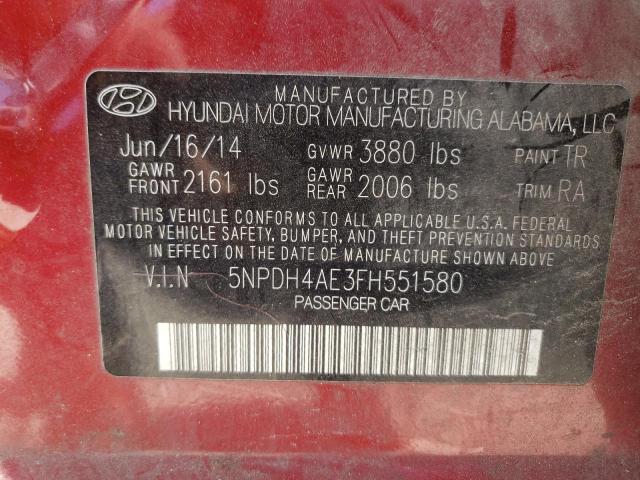 MANUFACTURED BY
HYUNDAI MOTOR MANUFACTURING ALABAMA, LLC
Jun/16/14 GVWR 3880 lbs PAINT TR
GAWR FRONT 2161 lbs GAWR REAR 2006 lbs TRIM RA
THIS VEHICLE CONFORMS TO ALL APPLICABLE U.S.A. FEDERAL
MOTOR VEHICLE SAFETY, BUMPER, AND THEFT PREVENTION STANDARDS
IN EFFECT ON THE DATE OF MANUFACTURE SHOWN ABOVE
V.I.N 5NPDH4AE3FH551580
PASSENGER CAR